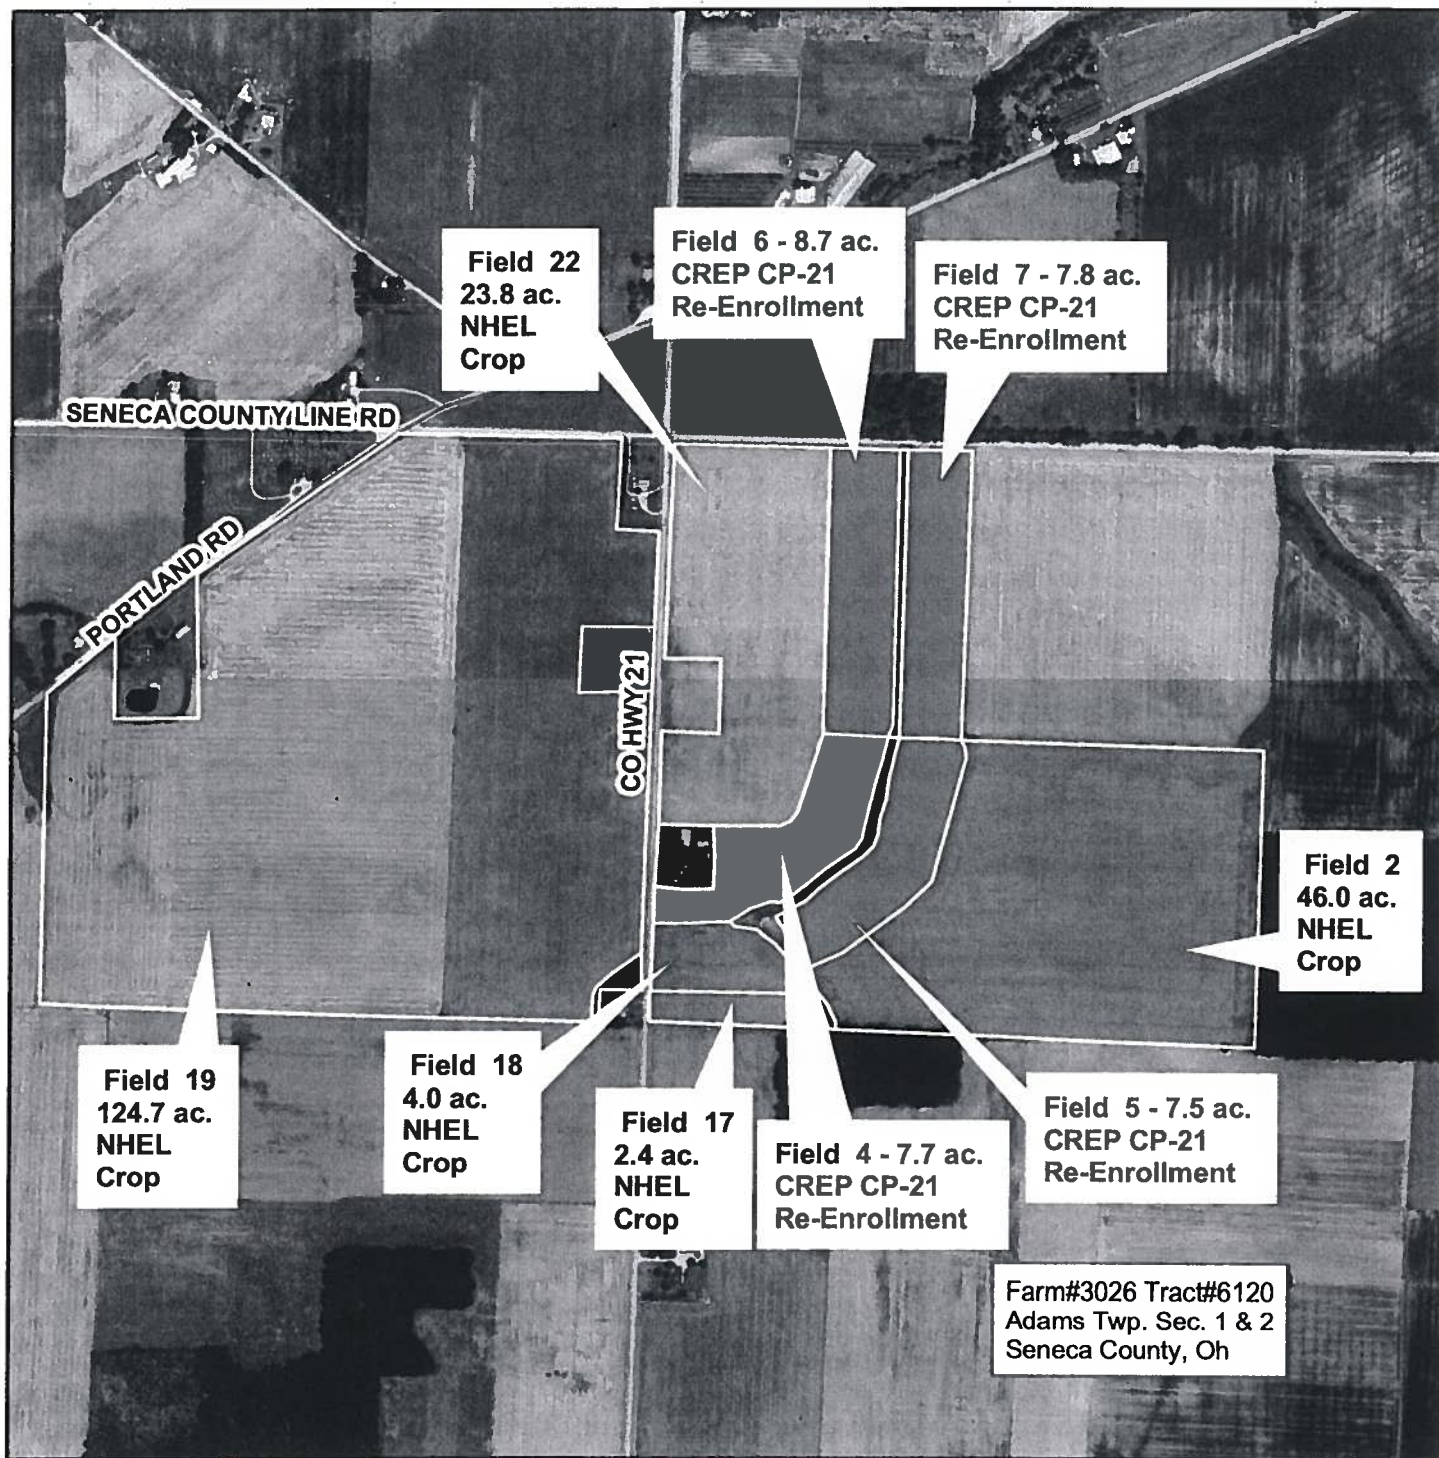 Field 22
23.8 ac.
NHEL
Crop
Field 6 - 8.7 ac.
CREP CP-21
Re-Enrollment
Field 7 - 7.8 ac.
CREP CP-21
Re-Enrollment
SENECA COUNTY LINE RD
PORTLAND RD
CO HWY 21
Field 2
46.0 ac.
NHEL
Crop
Field 19
124.7 ac.
NHEL
Crop
Field 18
4.0 ac.
NHEL
Crop
Field 17
2.4 ac.
NHEL
Crop
Field 4 - 7.7 ac.
CREP CP-21
Re-Enrollment
Field 5 - 7.5 ac.
CREP CP-21
Re-Enrollment
Farm#3026 Tract#6120
Adams Twp. Sec. 1 & 2
Seneca County, Oh